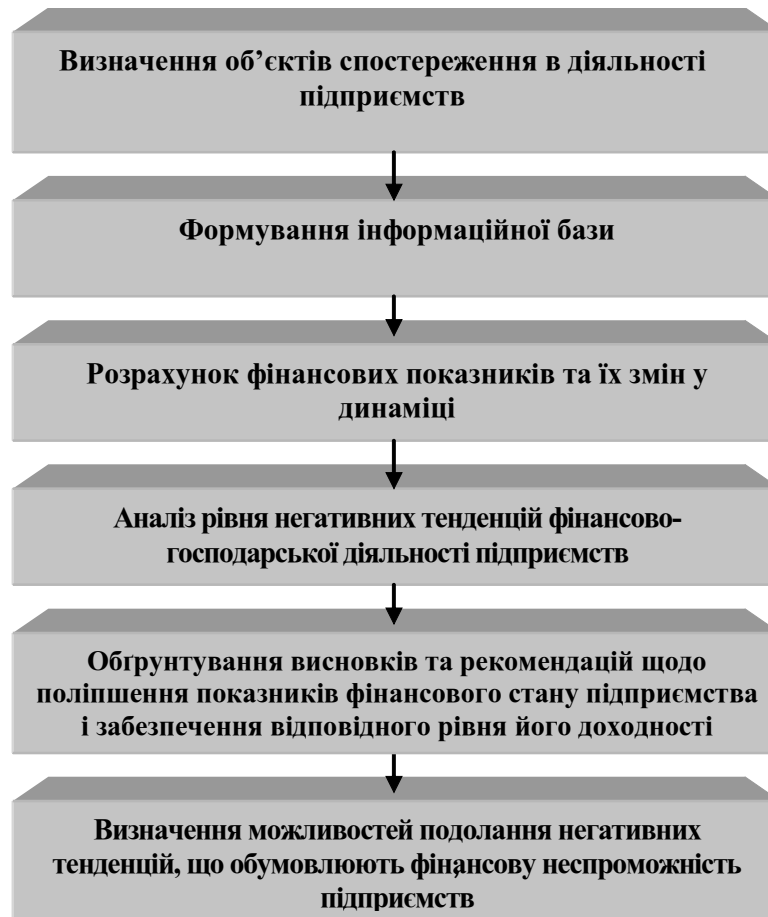 Визначення об’єктів спостереження в діяльності
підприємств
Формування інформаційної бази
Розрахунок фінансових показників та їх змін у
динаміці
Аналіз рівня негативних тенденцій фінансово-
господарської діяльності підприємств
Обґрунтування висновків та рекомендацій щодо
поліпшення показників фінансового стану підприємства
і забезпечення відповідного рівня його доходності
Визначення можливостей подолання негативних
тенденцій, що обумовлюють фінансову неспроможність
підприємств